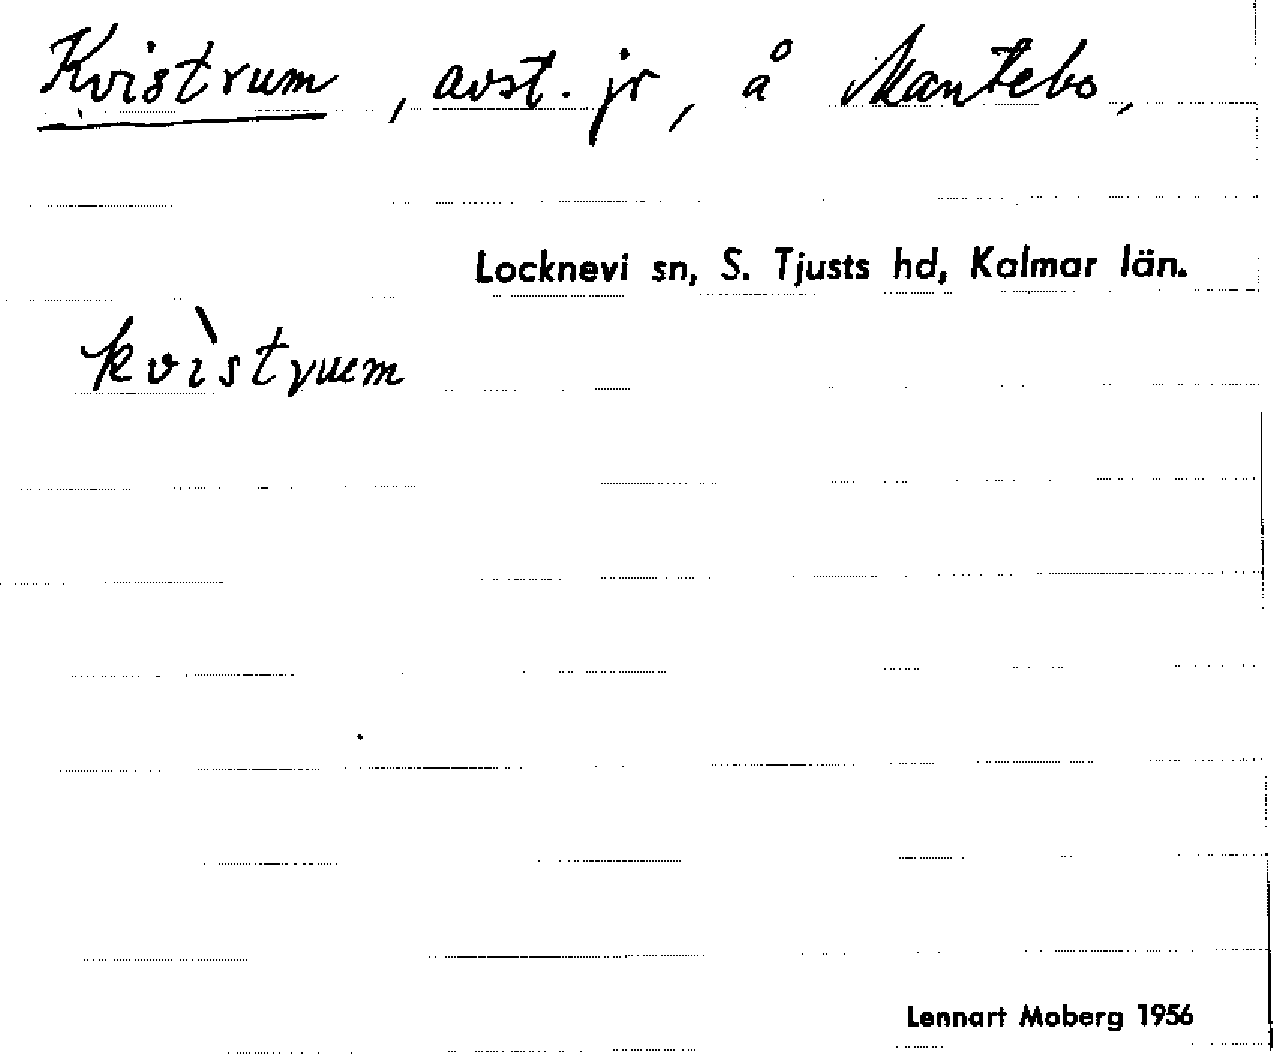 Kvistrum, avst. jr, å Mantebo,
Locknevi sn, S. Tjusts hd, Kalmar län.
kvìstrum
Lennart Moberg 1956